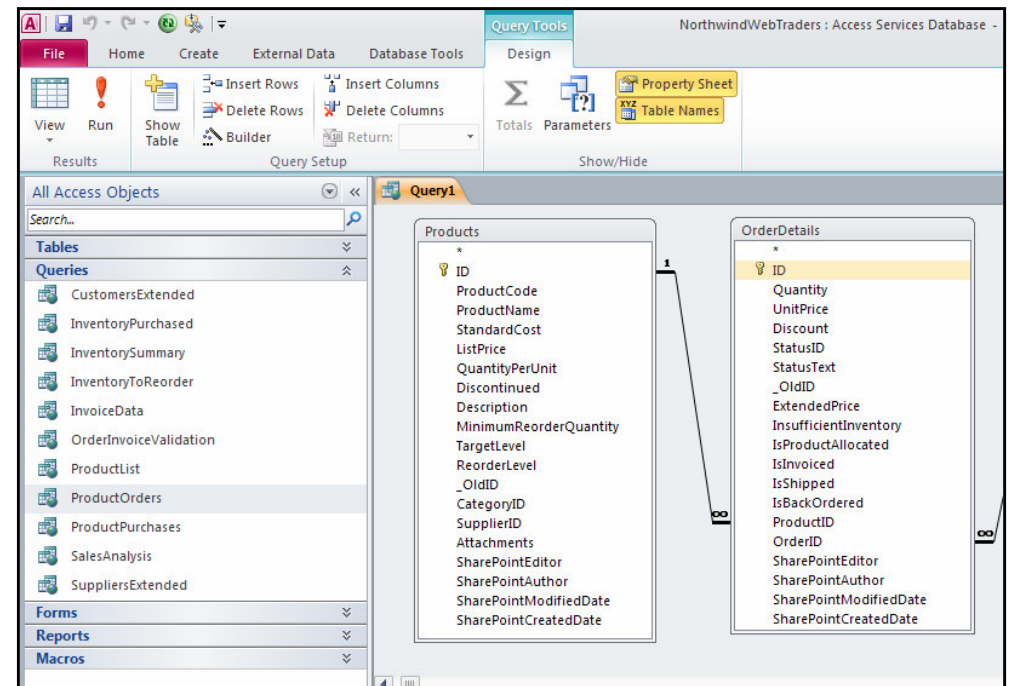 A
Query Tools
NorthwindWebTraders : Access Services Database -
File Home Create External Data Database Tools Design
View
Run
Results
Show
Table
Insert Rows
Delete Rows
Builder
Insert Columns
Delete Columns
Return:
Query Setup
Σ
Totals
[?]
Parameters
Property Sheet
XYZ
Table Names
Show/Hide
All Access Objects
Search...
Tables
Queries
CustomersExtended
InventoryPurchased
InventorySummary
InventoryToReorder
InvoiceData
OrderInvoiceValidation
ProductList
ProductOrders
ProductPurchases
SalesAnalysis
SuppliersExtended
Forms
Reports
Macros
Query1
Products
*
ID
ProductCode
ProductName
StandardCost
ListPrice
QuantityPerUnit
Discontinued
Description
MinimumReorderQuantity
TargetLevel
ReorderLevel
_OldID
CategoryID
SupplierID
Attachments
SharePointEditor
SharePointAuthor
SharePointModifiedDate
SharePointCreatedDate
1
∞
OrderDetails
*
ID
Quantity
UnitPrice
Discount
StatusID
StatusText
_OldID
ExtendedPrice
InsufficientInventory
IsProductAllocated
IsInvoiced
IsShipped
IsBackOrdered
ProductID
OrderID
SharePointEditor
SharePointAuthor
SharePointModifiedDate
SharePointCreatedDate
∞